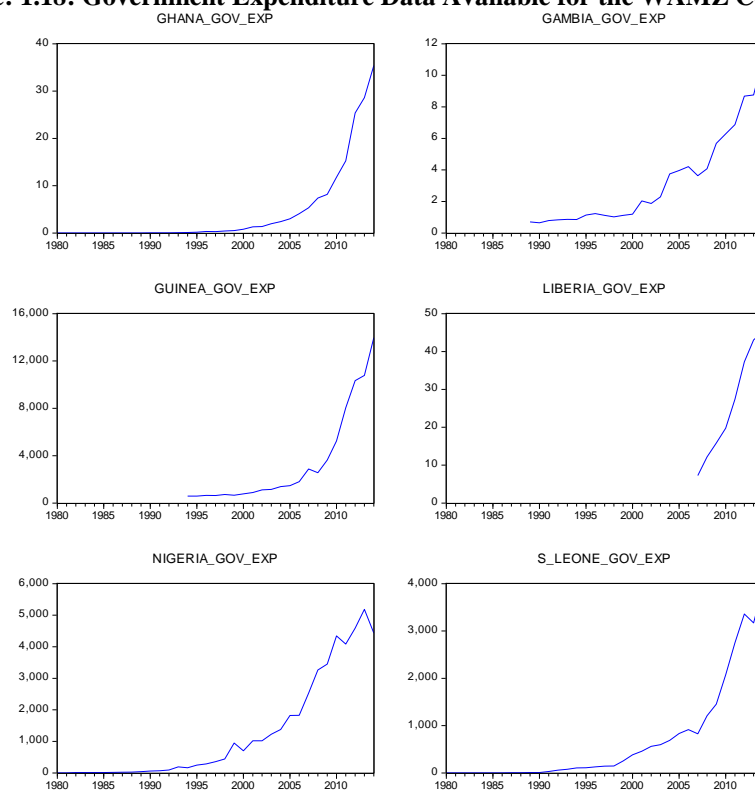 1.18: Government Expenditure Data Available for the WAMZ
GHANA_GOV_EXP
40
30
20
10
0
1980 1985 1990 1995 2000 2005 2010
GAMBIA_GOV_EXP
12
10
8
6
4
2
0
1980 1985 1990 1995 2000 2005 2010
GUINEA_GOV_EXP
16,000
12,000
8,000
4,000
0
1980 1985 1990 1995 2000 2005 2010
LIBERIA_GOV_EXP
50
40
30
20
10
0
1980 1985 1990 1995 2000 2005 2010
NIGERIA_GOV_EXP
6,000
5,000
4,000
3,000
2,000
1,000
0
1980 1985 1990 1995 2000 2005 2010
S_LEONE_GOV_EXP
4,000
3,000
2,000
1,000
0
1980 1985 1990 1995 2000 2005 2010